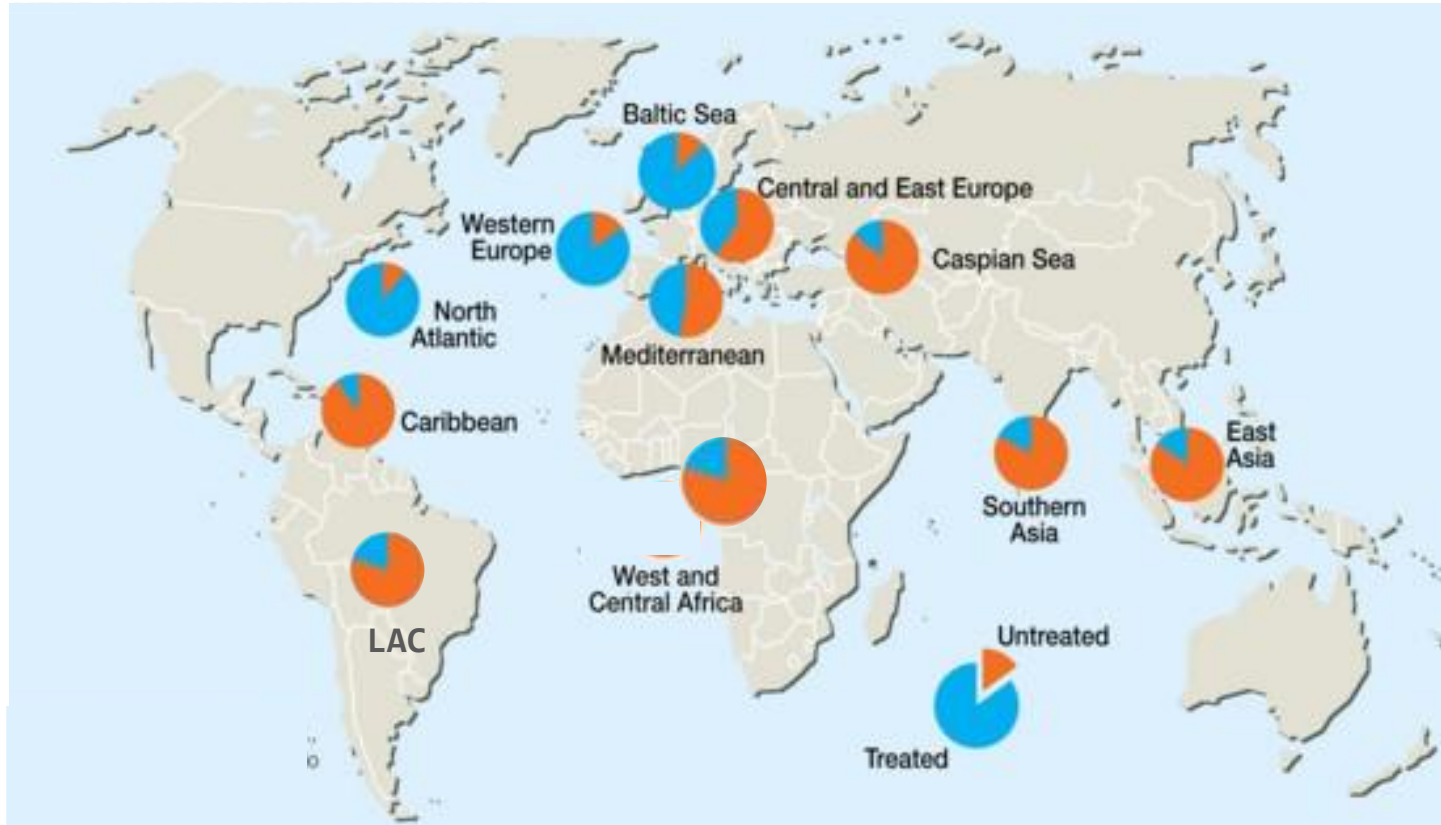 Baltic Sea
Central and East Europe
Western
Europe
Caspian Sea
North
Atlantic
Mediterranean
Caribbean
East
Asia
Southern
Asia
West and
Central Africa
LAC
Untreated
Treated